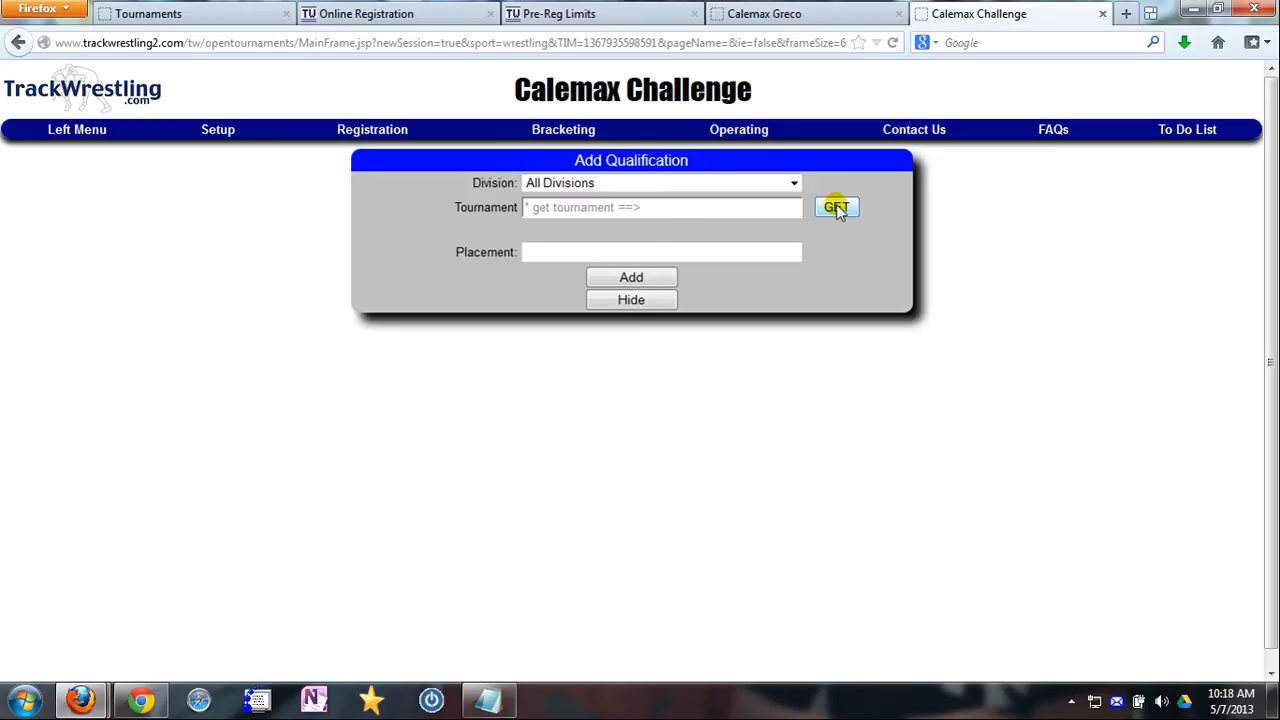 Firefox
Tournaments
TU Online Registration
TU Pre-Reg Limits
Calemax Greco
Calemax Challenge
www.trackwrestling2.com/tw/opentournaments/MainFrame.jsp?newSession=true&sport=wrestling&TIM=1367935598591&pageName=&ie=false&frameSize=6
Google
TrackWrestling
.com
Calemax Challenge
Left Menu
Setup
Registration
Bracketing
Operating
Contact Us
FAQs
To Do List
Add Qualification
Division: All Divisions
Tournament * get tournament ==> GET
Placement:
Add
Hide
10:18 AM
5/7/2013